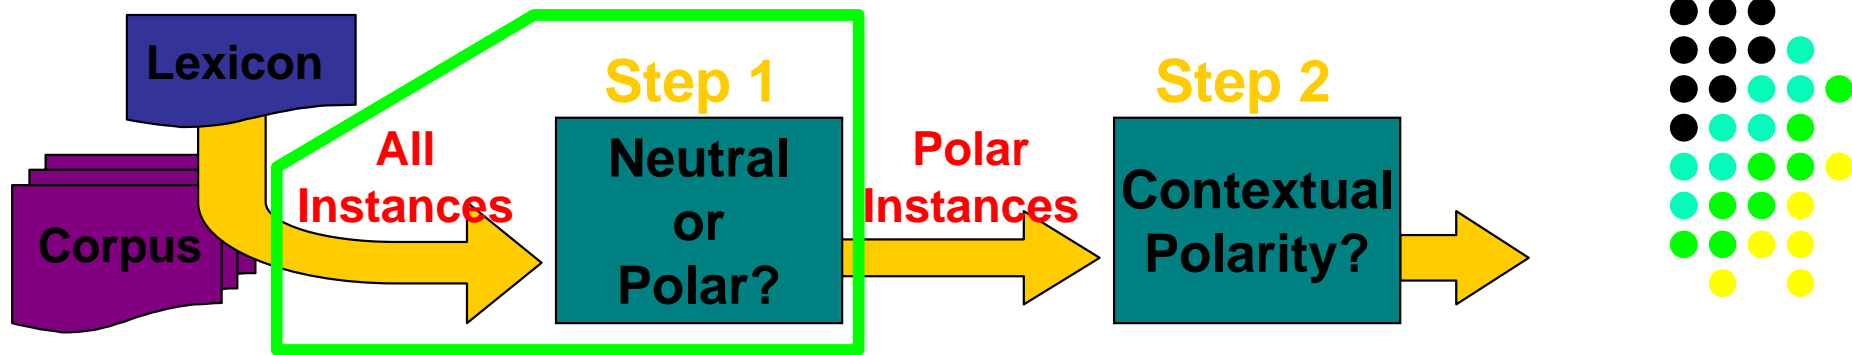 Lexicon
Corpus
All
Instances
Step 1
Neutral
or
Polar?
Polar
Instances
Step 2
Contextual
Polarity?